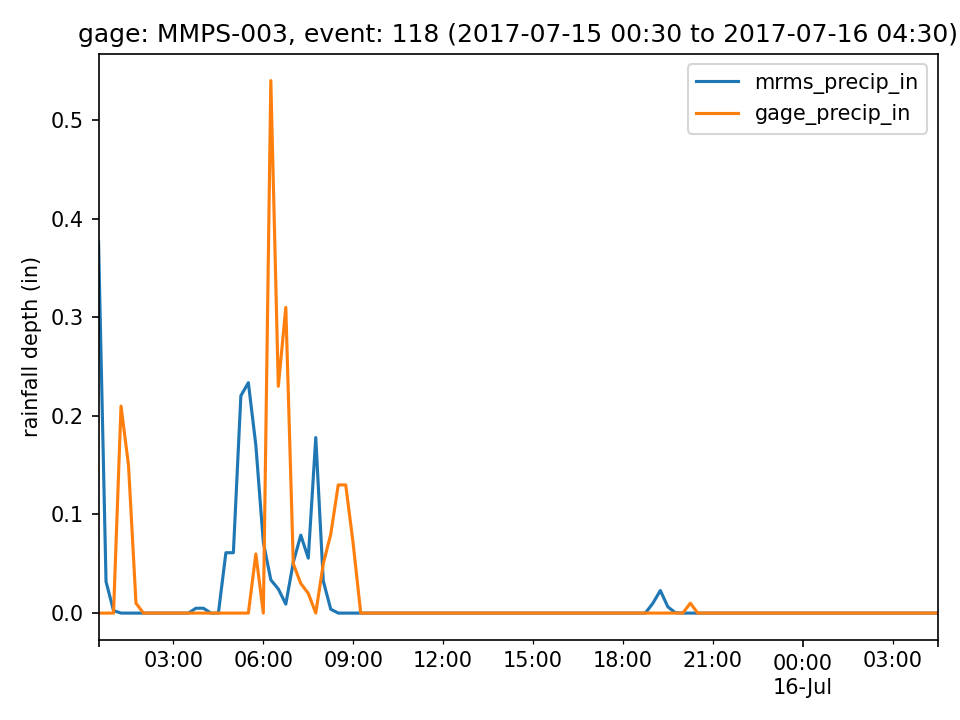 gage: MMPS-003, event: 118 (2017-07-15 00:30 to 2017-07-16 04:30)
mrms_precip_in
gage_precip_in
rainfall depth (in)
0.5
0.4
0.3
0.2
0.1
0.0
03:00 06:00 09:00 12:00 15:00 18:00 21:00 00:00 03:00
16-Jul